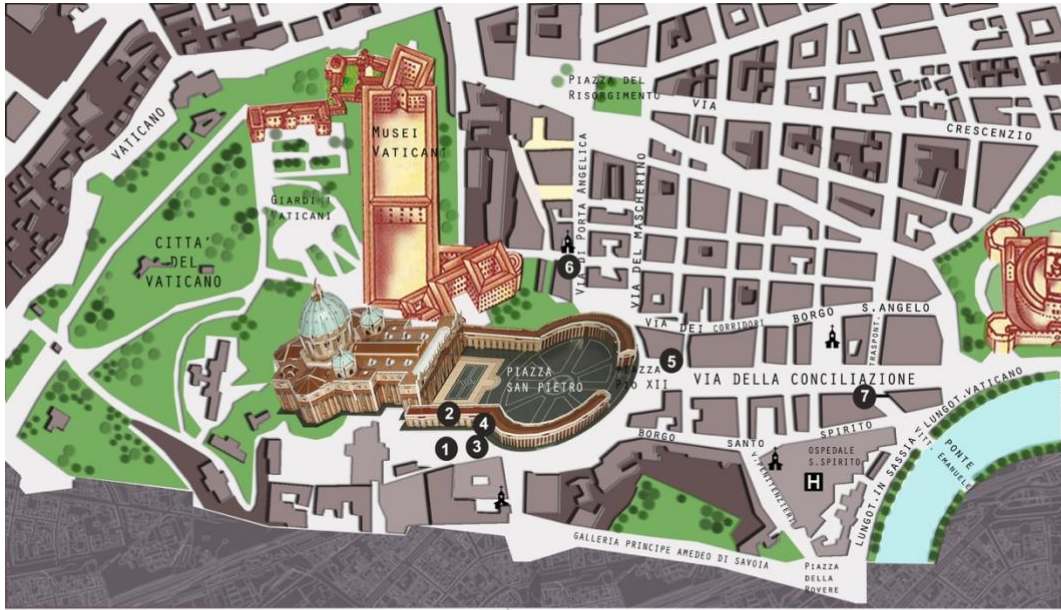 PIAZZA DEL
RISORGIMENTO
VIA
CRESCENZIO
VATICANO
MUSEI
VATICANI
GIARDINI
VATICANI
CITTA'
DEL
VATICANO
VIA DI PORTA ANGELICA
VIA DEL MASCHERINO
6
VIA DEI CORRIDORI
BORGO
S. ANGELO
TRASPONT.
5
PIAZZA
PIO XII
PIAZZA
SAN PIETRO
VIA DELLA CONCILIAZIONE
7
2
4
1
3
BORGO
SANTO
SPIRITO
V. PENITENZIERI
OSPEDALE
S.SPIRITO
H
LUNGOT. IN SASSIA
LUNGOT. VATICANO
PONTE
VITT. EMANUELE
GALLERIA PRINCIPE AMEDEO DI SAVOIA
PIAZZA
DELLA
ROVERE